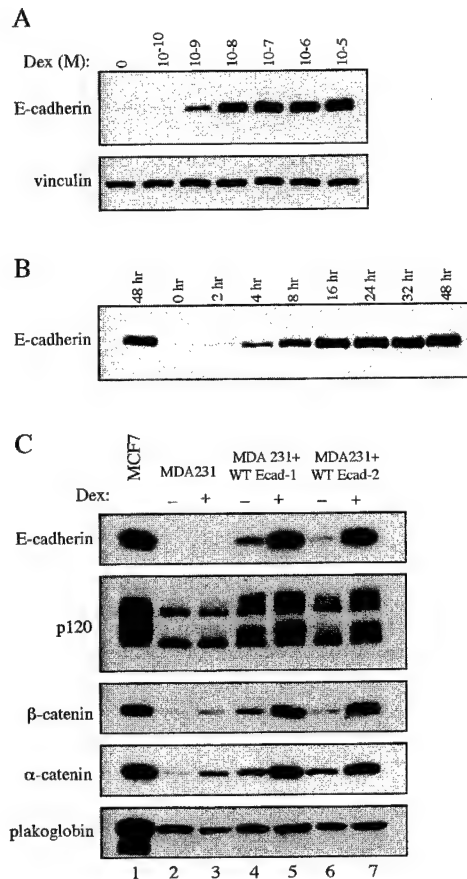 A
Dex (M): 0 10-10 10-9 10-8 10-7 10-6 10-5
E-cadherin
vinculin
B
48 hr 0 hr 2 hr 4 hr 8 hr 16 hr 24 hr 32 hr 48 hr
E-cadherin
C
MCF7 MDA231 MDA 231+ WT Ecad-1 MDA231+ WT Ecad-2
Dex: – + – + – +
E-cadherin
p120
β-catenin
α-catenin
plakoglobin
1 2 3 4 5 6 7